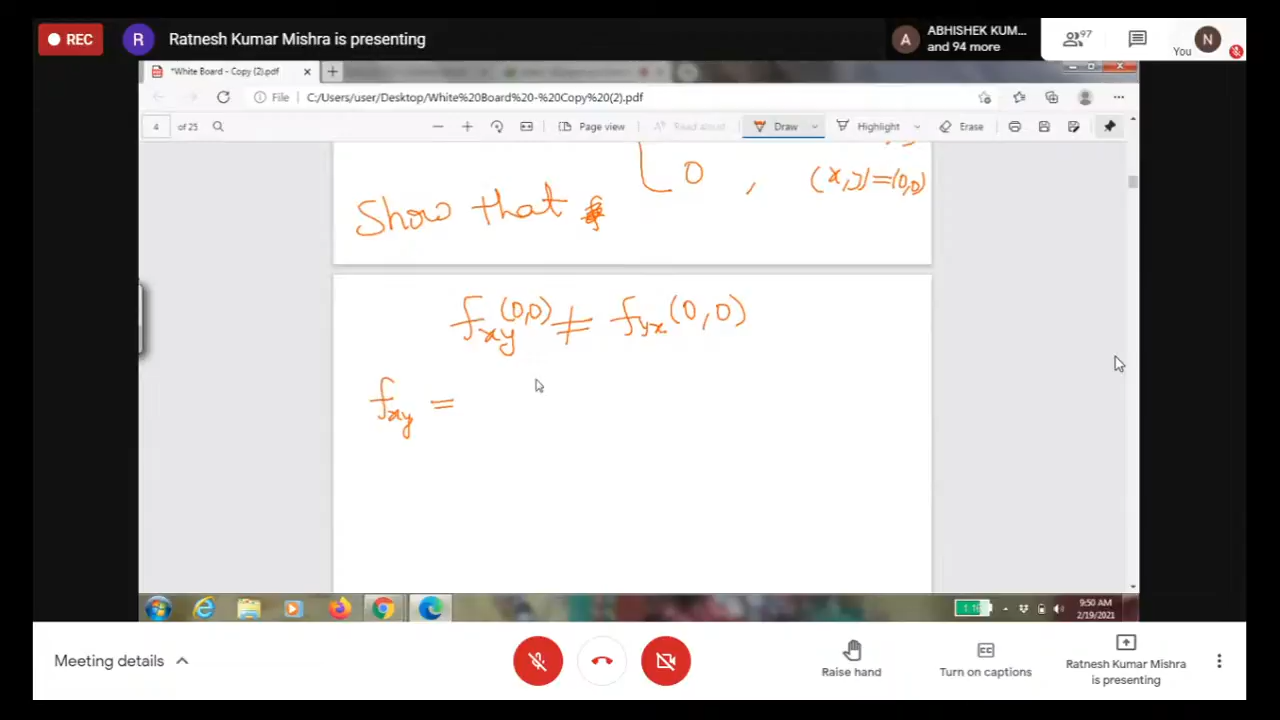 REC
R
Ratnesh Kumar Mishra is presenting
A
ABHISHEK KUM...
and 94 more
97
You
N
*White Board - Copy (2).pdf
File
C:/Users/user/Desktop/White%20Board%20-%20Copy%20(2).pdf
4 of 25
Page view
Read aloud
Draw
Highlight
Erase
0 , (x,y)=(0,0)
Show that
fxy(0,0) ≠ fyx(0,0)
fxy =
9:50 AM
2/19/2021
Meeting details
Raise hand
Turn on captions
Ratnesh Kumar Mishra
is presenting